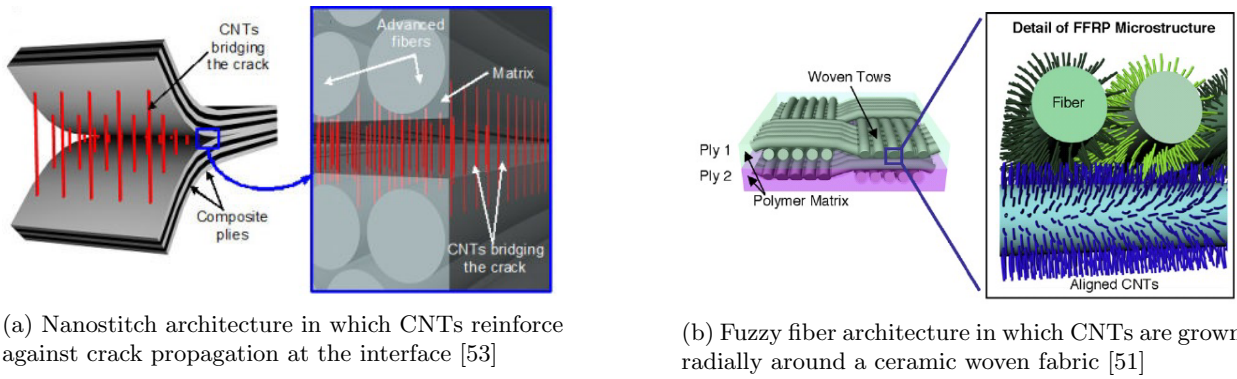 CNTs
bridging
the crack
Composite
plies
Advanced
fibers
Matrix
CNTs bridging
the crack
(a) Nanostitch architecture in which CNTs reinforce
against crack propagation at the interface [53]
Woven Tows
Ply 1
Ply 2
Polymer Matrix
Detail of FFRP Microstructure
Fiber
Aligned CNTs
(b) Fuzzy fiber architecture in which CNTs are grown
radially around a ceramic woven fabric [51]